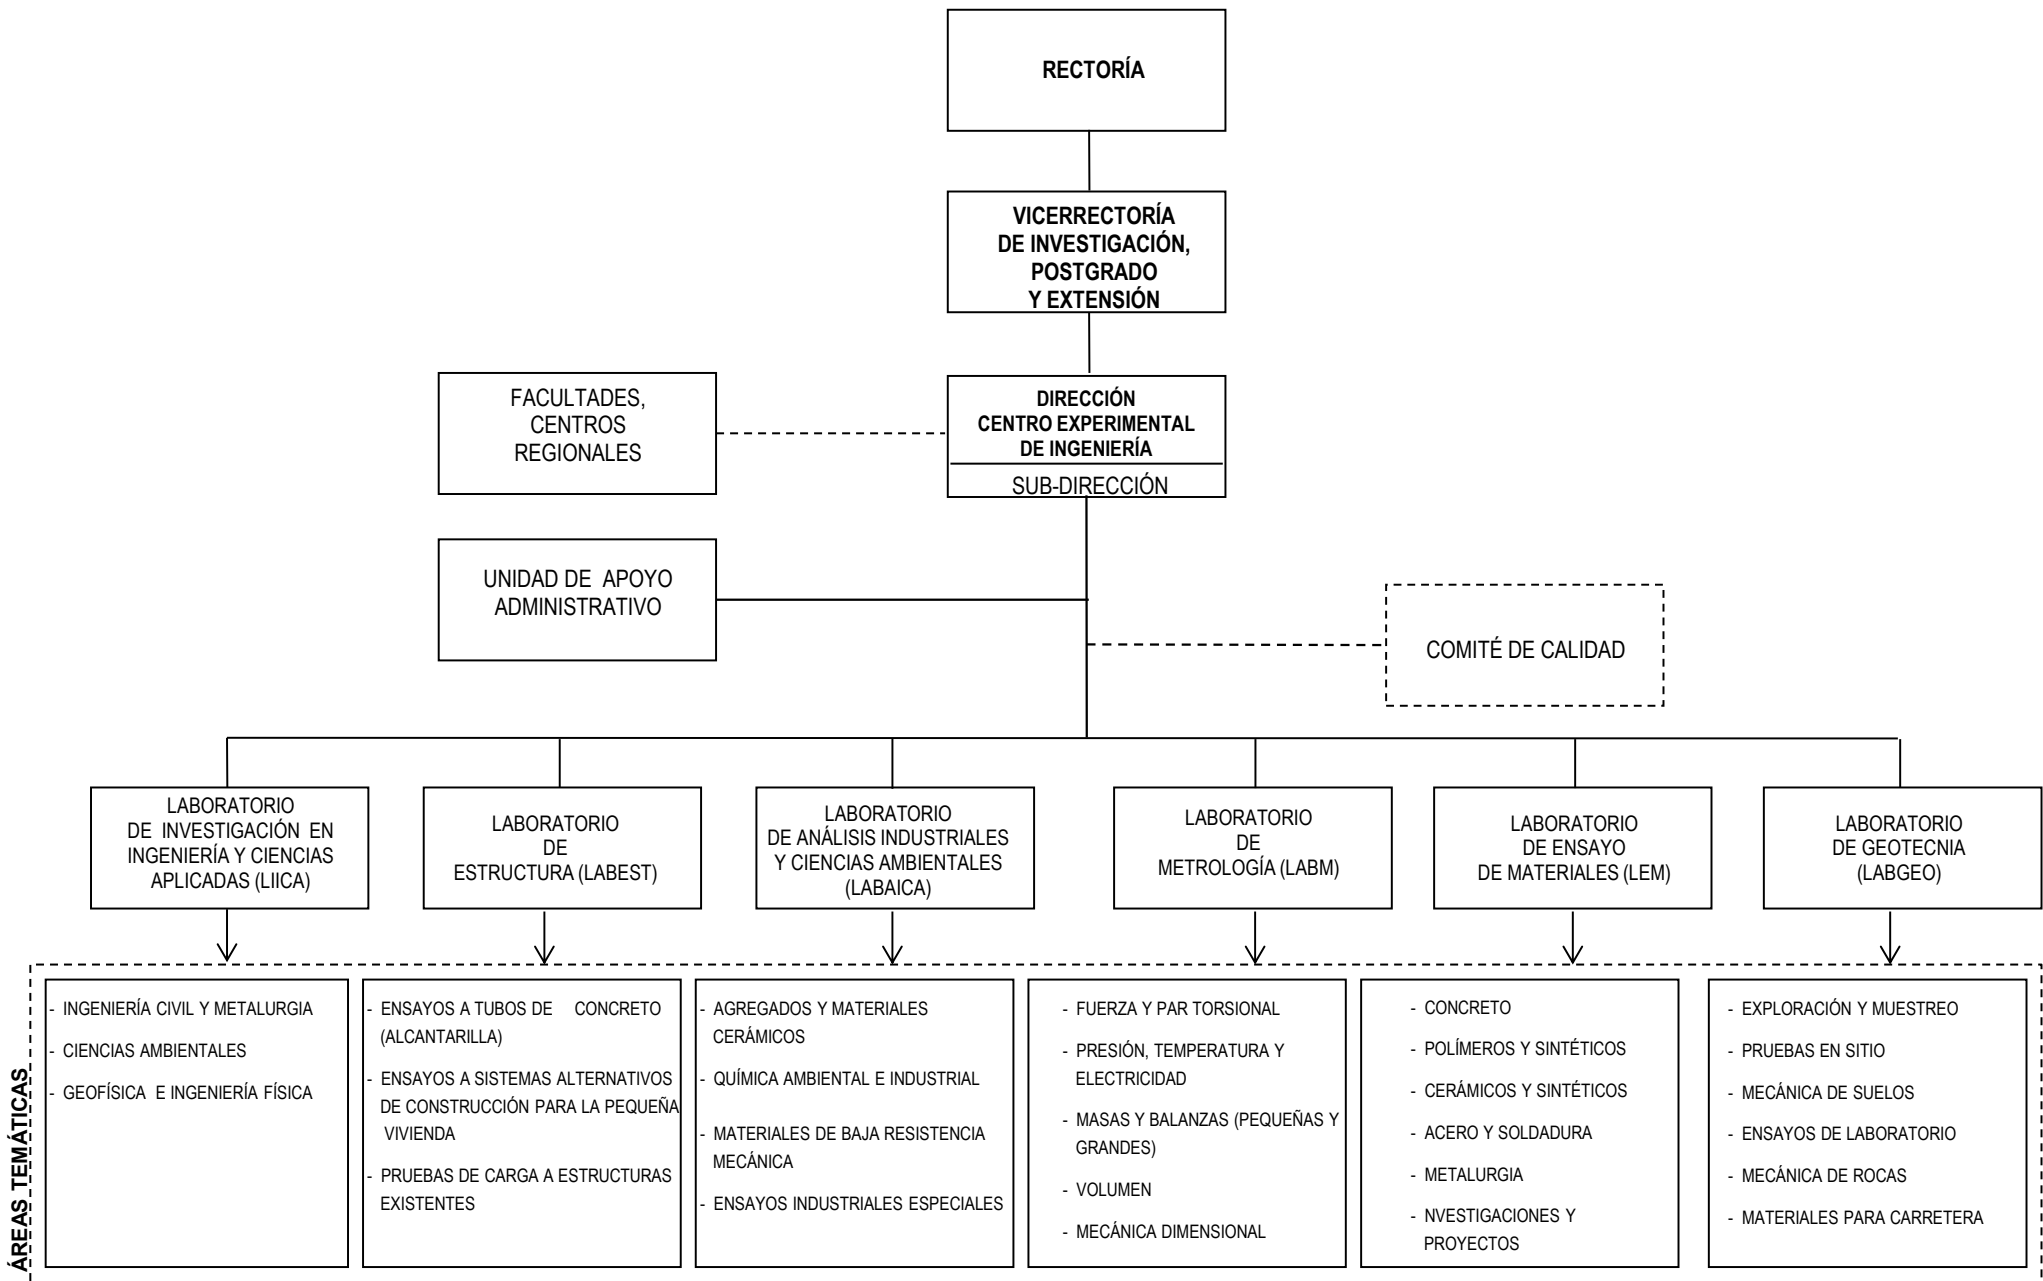 RECTORÍA
VICERRECTORÍA
DE INVESTIGACIÓN,
POSTGRADO
Y EXTENSIÓN
FACULTADES,
CENTROS
REGIONALES
DIRECCIÓN
CENTRO EXPERIMENTAL
DE INGENIERÍA
SUB-DIRECCIÓN
UNIDAD DE APOYO
ADMINISTRATIVO
COMITÉ DE CALIDAD
LABORATORIO
DE INVESTIGACIÓN EN
INGENIERÍA Y CIENCIAS
APLICADAS (LIICA)
LABORATORIO
DE
ESTRUCTURA (LABEST)
LABORATORIO
DE ANÁLISIS INDUSTRIALES
Y CIENCIAS AMBIENTALES
(LABAICA)
LABORATORIO
DE
METROLOGÍA (LABM)
LABORATORIO
DE ENSAYO
DE MATERIALES (LEM)
LABORATORIO
DE GEOTECNIA
(LABGEO)
ÁREAS TEMÁTICAS
- INGENIERÍA CIVIL Y METALURGIA
- CIENCIAS AMBIENTALES
- GEOFÍSICA E INGENIERÍA FÍSICA
- ENSAYOS A TUBOS DE CONCRETO
(ALCANTARILLA)
- ENSAYOS A SISTEMAS ALTERNATIVOS
DE CONSTRUCCIÓN PARA LA PEQUEÑA
VIVIENDA
- PRUEBAS DE CARGA A ESTRUCTURAS
EXISTENTES
- AGREGADOS Y MATERIALES
CERÁMICOS
- QUÍMICA AMBIENTAL E INDUSTRIAL
- MATERIALES DE BAJA RESISTENCIA
MECÁNICA
- ENSAYOS INDUSTRIALES ESPECIALES
- FUERZA Y PAR TORSIONAL
- PRESIÓN, TEMPERATURA Y
ELECTRICIDAD
- MASAS Y BALANZAS (PEQUEÑAS Y
GRANDES)
- VOLUMEN
- MECÁNICA DIMENSIONAL
- CONCRETO
- POLÍMEROS Y SINTÉTICOS
- CERÁMICOS Y SINTÉTICOS
- ACERO Y SOLDADURA
- METALURGIA
- NVESTIGACIONES Y
PROYECTOS
- EXPLORACIÓN Y MUESTREO
- PRUEBAS EN SITIO
- MECÁNICA DE SUELOS
- ENSAYOS DE LABORATORIO
- MECÁNICA DE ROCAS
- MATERIALES PARA CARRETERA